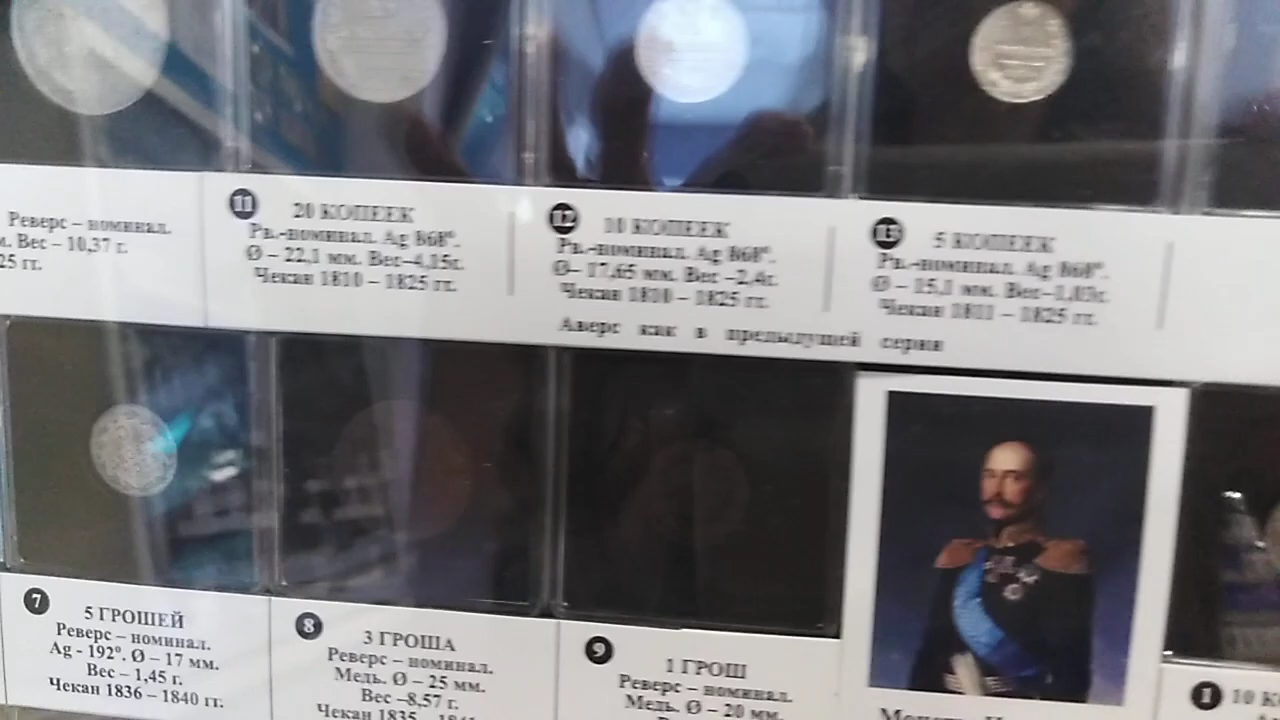 Реверс – номинал.
м. Вес – 10,37 г.
25 гг.
11 20 КОПЕЕК
Рв.-номинал. Ag 868°.
Ø – 22,1 мм. Вес–4,15г.
Чекан 1810 – 1825 гг.
12 10 КОПЕЕК
Рв.-номинал. Ag 868°.
Ø– 17,65 мм. Вес –2,4г.
Чекан 1810 – 1825 гг.
13 5 КОПЕЕК
Рв.-номинал. Ag 868°.
Ø – 15,1 мм. Вес–1,03г.
Чекан 1811 – 1825 гг.
Аверс как в предыдущей серии
7 5 ГРОШЕЙ
Реверс – номинал.
Ag - 192°. Ø – 17 мм.
Вес – 1,45 г.
Чекан 1836 – 1840 гг.
8 3 ГРОША
Реверс – номинал.
Медь. Ø – 25 мм.
Вес –8,57 г.
Чекан 1835
9 1 ГРОШ
Реверс – номинал.
Медь. Ø – 20 мм.
1 10 К